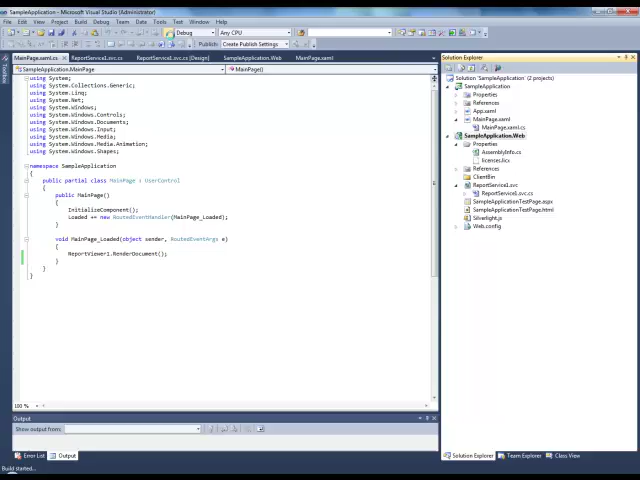 SampleApplication - Microsoft Visual Studio (Administrator)
File Edit View Project Build Debug Team Data Tools Test Window Help
Debug Any CPU
Publish: Create Publish Settings
MainPage.xaml.cs ReportService1.svc.cs ReportService1.svc.cs [Design] SampleApplication.Web MainPage.xaml
SampleApplication.MainPage MainPage()
using System;
using System.Collections.Generic;
using System.Linq;
using System.Net;
using System.Windows;
using System.Windows.Controls;
using System.Windows.Documents;
using System.Windows.Input;
using System.Windows.Media;
using System.Windows.Media.Animation;
using System.Windows.Shapes;
namespace SampleApplication
{
public partial class MainPage : UserControl
{
public MainPage()
{
InitializeComponent();
Loaded += new RoutedEventHandler(MainPage_Loaded);
}
void MainPage_Loaded(object sender, RoutedEventArgs e)
{
ReportViewer1.RenderDocument();
}
}
}
100 %
Output
Show output from:
Error List Output
Build started...
Toolbox
Solution Explorer
Solution 'SampleApplication' (2 projects)
SampleApplication
Properties
References
App.xaml
MainPage.xaml
MainPage.xaml.cs
SampleApplication.Web
Properties
AssemblyInfo.cs
licenses.licx
References
ClientBin
ReportService1.svc
ReportService1.svc.cs
SampleApplicationTestPage.aspx
SampleApplicationTestPage.html
Silverlight.js
Web.config
Solution Explorer Team Explorer Class View